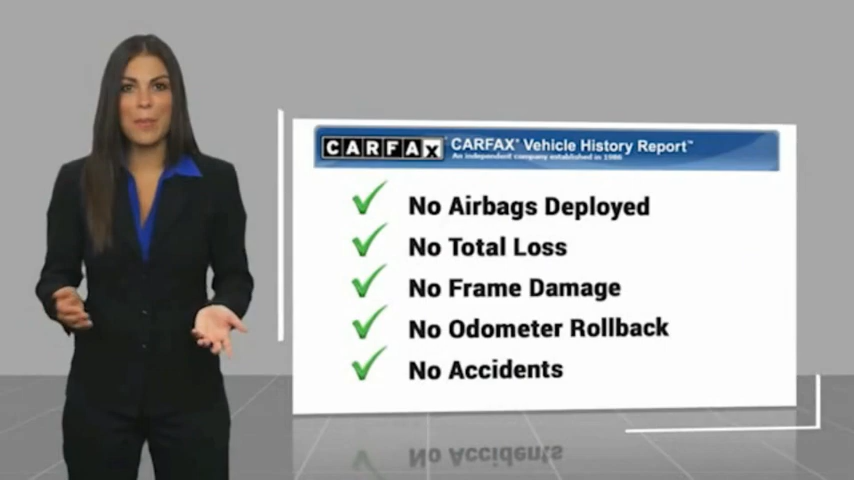 CARFAX CARFAX® Vehicle History Report™
An independent company established in 1986
No Airbags Deployed
No Total Loss
No Frame Damage
No Odometer Rollback
No Accidents
No Accidents